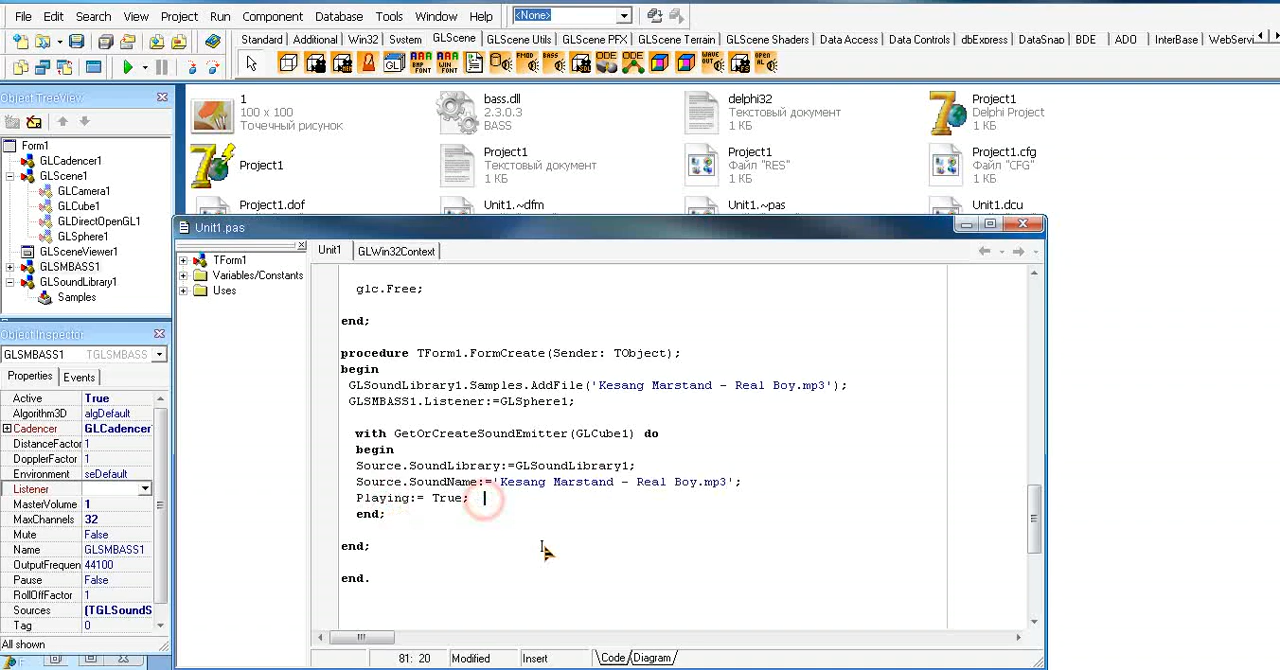 File Edit Search View Project Run Component Database Tools Window Help <None>
Standard Additional Win32 System GLScene GLScene Utils GLScene PFX GLScene Terrain GLScene Shaders Data Access Data Controls dbExpress DataSnap BDE ADO InterBase WebServi
Object TreeView
Form1
GLCadencer1
GLScene1
GLCamera1
GLCube1
GLDirectOpenGL1
GLSphere1
GLSceneViewer1
GLSMBASS1
GLSoundLibrary1
Samples
Object Inspector
GLSMBASS1 TGLSMBASS
Properties Events
Active True
Algorithm3D algDefault
Cadencer GLCadencer
DistanceFactor 1
DopplerFactor 1
Environment seDefault
Listener
MasterVolume 1
MaxChannels 32
Mute False
Name GLSMBASS1
OutputFrequen 44100
Pause False
RollOffFactor 1
Sources (TGLSoundS
Tag 0
All shown
1
100 x 100
Точечный рисунок
bass.dll
2.3.0.3
BASS
delphi32
Текстовый документ
1 КБ
Project1
Delphi Project
1 КБ
Project1
Project1
Текстовый документ
1 КБ
Project1
Файл "RES"
1 КБ
Project1.cfg
Файл "CFG"
1 КБ
Project1.dof
Unit1.~dfm
Unit1.~pas
Unit1.dcu
Unit1.pas
TForm1
Variables/Constants
Uses
Unit1 GLWin32Context
glc.Free;
end;
procedure TForm1.FormCreate(Sender: TObject);
begin
GLSoundLibrary1.Samples.AddFile('Kesang Marstand - Real Boy.mp3');
GLSMBASS1.Listener:=GLSphere1;
with GetOrCreateSoundEmitter(GLCube1) do
begin
Source.SoundLibrary:=GLSoundLibrary1;
Source.SoundName:='Kesang Marstand - Real Boy.mp3';
Playing:= True;
end;
end;
end.
81: 20 Modified Insert Code Diagram